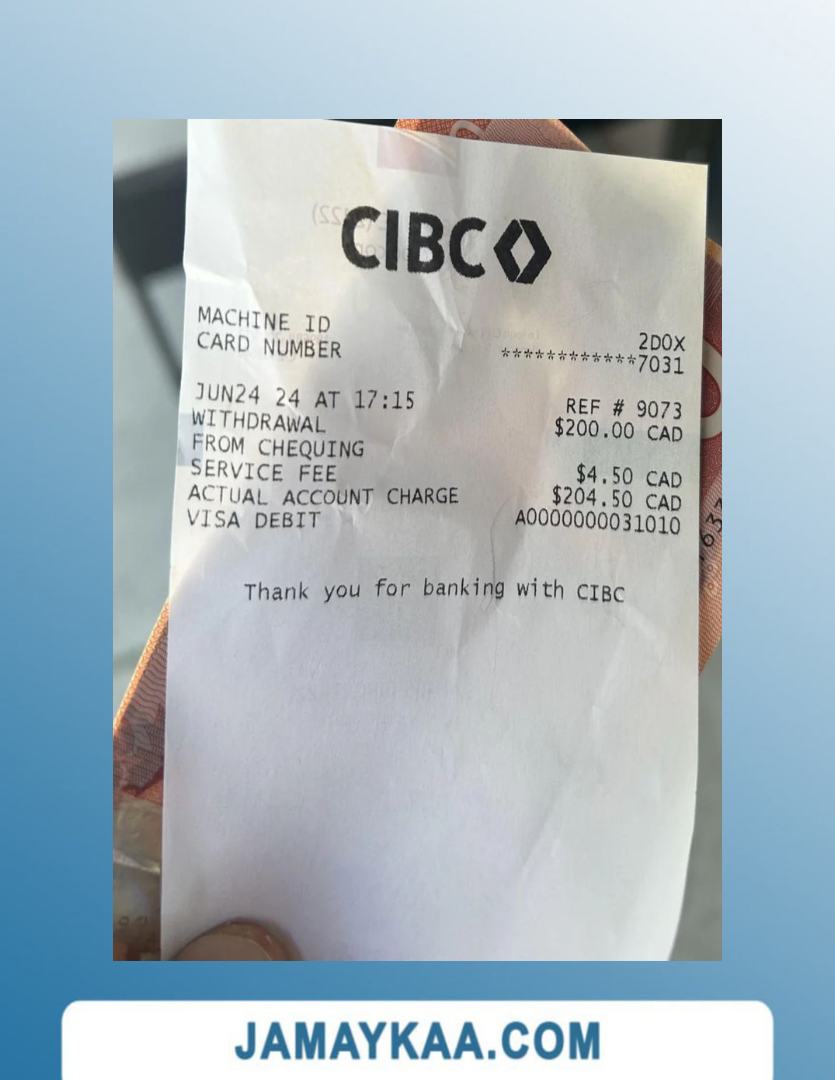 CIBC
MACHINE ID 2DOX
CARD NUMBER ************7031
JUN24 24 AT 17:15 REF # 9073
WITHDRAWAL $200.00 CAD
FROM CHEQUING
SERVICE FEE $4.50 CAD
ACTUAL ACCOUNT CHARGE $204.50 CAD
VISA DEBIT A0000000031010
Thank you for banking with CIBC
JAMAYKAA.COM